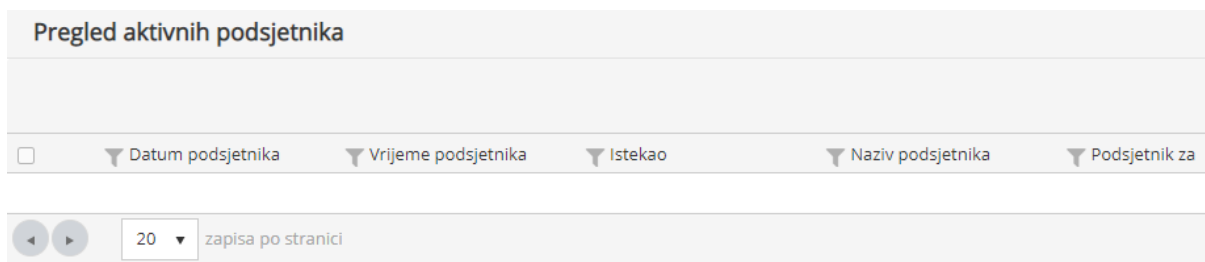 Pregled aktivnih podsjetnika
Datum podsjetnika Vrijeme podsjetnika Istekao Naziv podsjetnika Podsjetnik za
20 zapisa po stranici